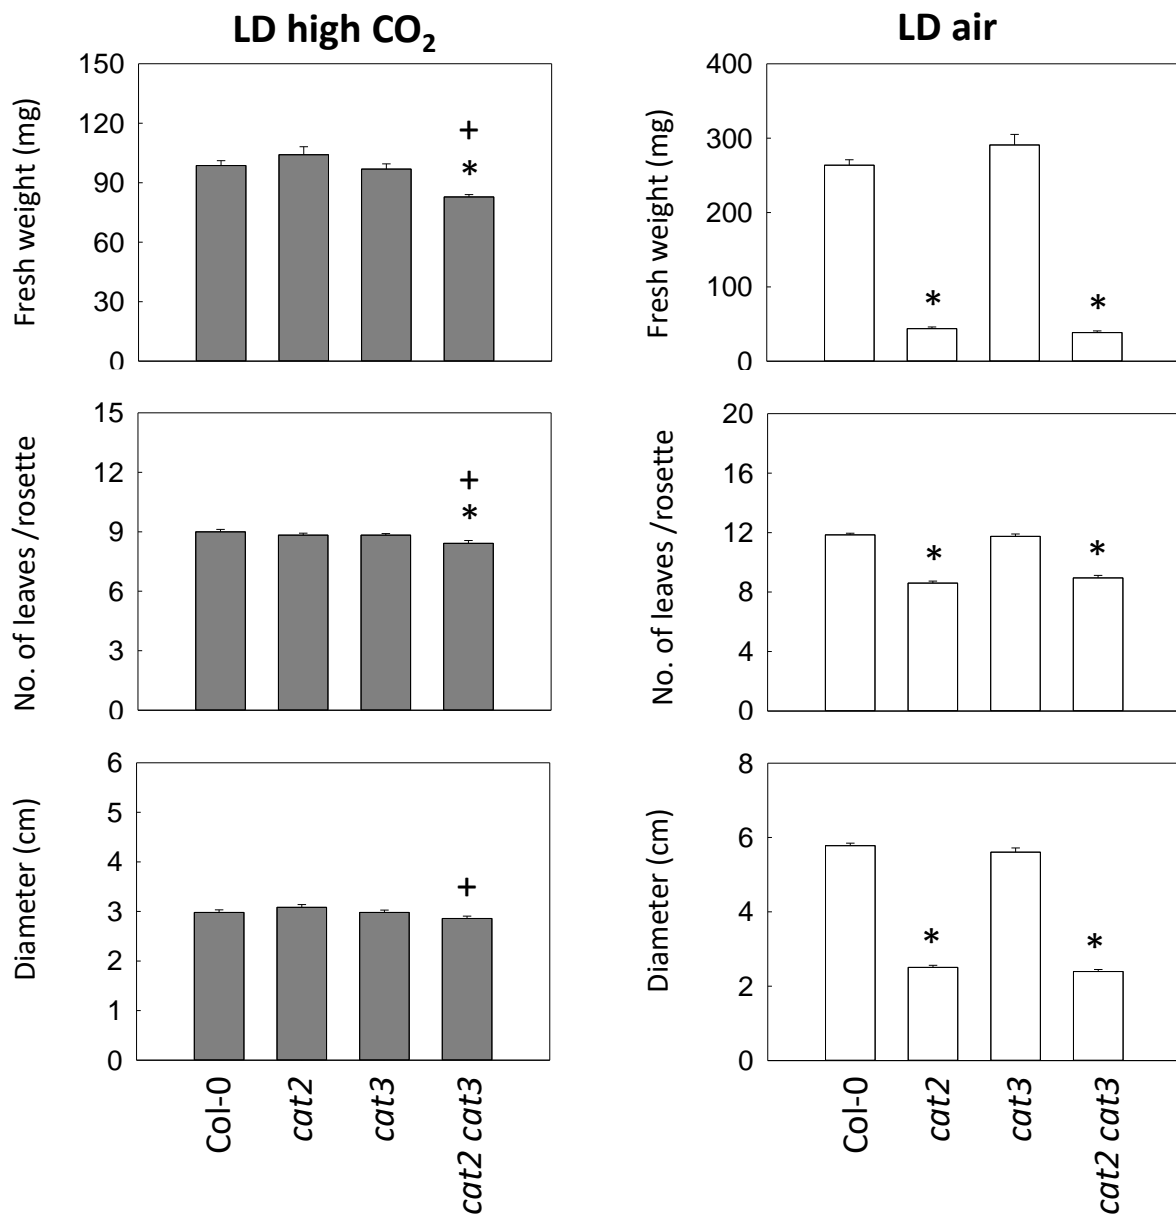 LD high CO₂
LD air
Fresh weight (mg)
150
120
90
60
30
0
+
*
Fresh weight (mg)
400
300
200
100
0
*
*
No. of leaves /rosette
15
12
9
6
3
0
+
*
No. of leaves /rosette
20
16
12
8
4
0
*
*
Diameter (cm)
6
5
4
3
2
1
0
+
Diameter (cm)
8
6
4
2
0
*
*
Col-0
cat2
cat3
cat2 cat3
Col-0
cat2
cat3
cat2 cat3